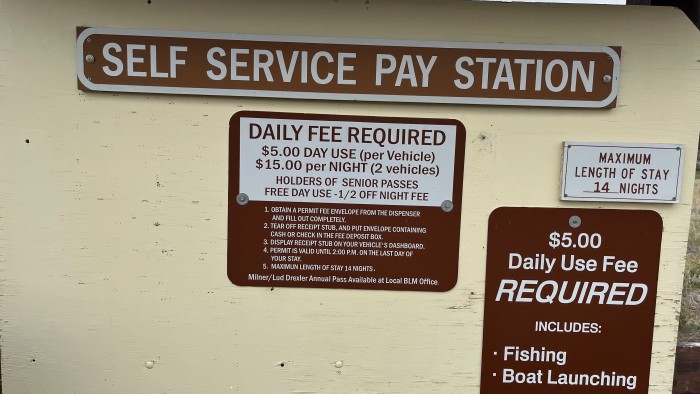 SELF SERVICE PAY STATION
DAILY FEE REQUIRED
$5.00 DAY USE (per Vehicle)
$15.00 per NIGHT (2 vehicles)
HOLDERS OF SENIOR PASSES
FREE DAY USE -1/2 OFF NIGHT FEE
1. OBTAIN A PERMIT FEE ENVELOPE FROM THE DISPENSER
AND FILL OUT COMPLETELY.
2. TEAR OFF RECEIPT STUB, AND PUT ENVELOPE CONTAINING
CASH OR CHECK IN THE FEE DEPOSIT BOX.
3. DISPLAY RECEIPT STUB ON YOUR VEHICLE'S DASHBOARD.
4. PERMIT IS VALID UNTIL 2:00 P.M. ON THE LAST DAY OF
YOUR STAY.
5. MAXIMUN LENGTH OF STAY 14 NIGHTS.
Milner/Lud Drexler Annual Pass Available at Local BLM Office.
MAXIMUM
LENGTH OF STAY
14 NIGHTS
$5.00
Daily Use Fee
REQUIRED
INCLUDES:
· Fishing
· Boat Launching